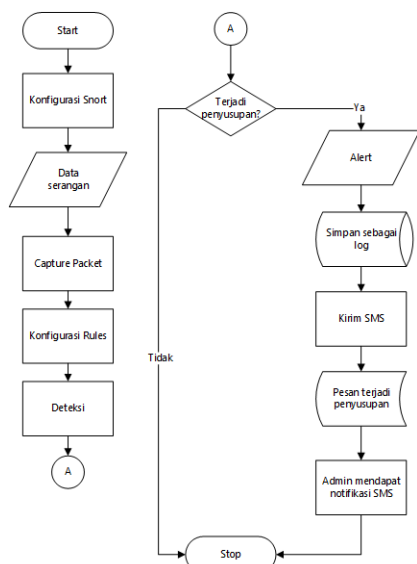 Start
Konfigurasi Snort
Data
serangan
Capture Packet
Konfigurasi Rules
Deteksi
A
A
Terjadi
penyusupan?
Ya
Tidak
Alert
Simpan sebagai
log
Kirim SMS
Pesan terjadi
penyusupan
Admin mendapat
notifikasi SMS
Stop